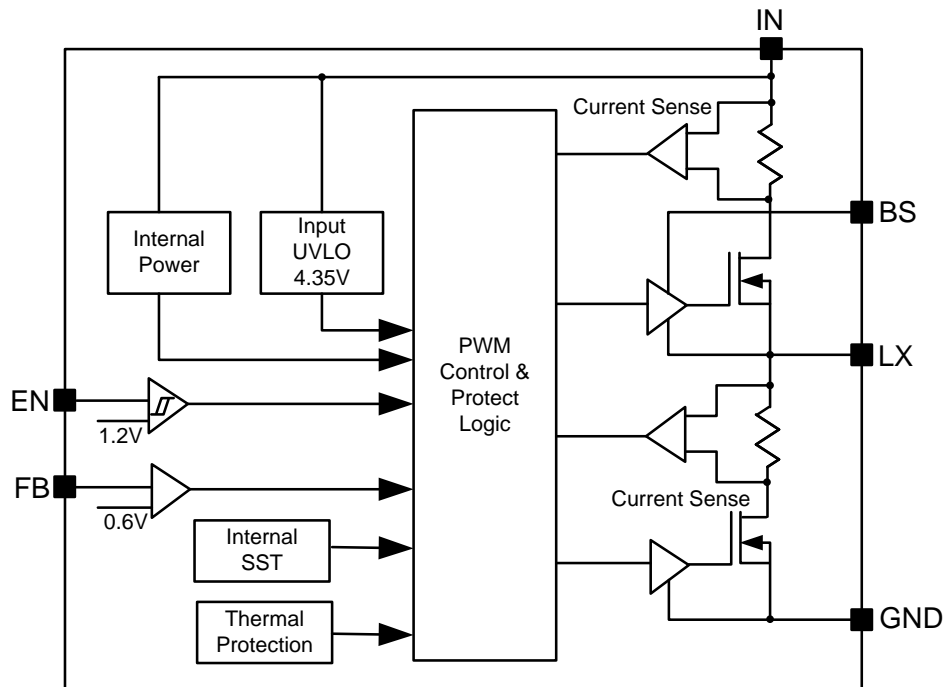 IN
Current Sense
BS
Internal
Power
Input
UVLO
4.35V
PWM
Control &
Protect
Logic
LX
EN
1.2V
FB
0.6V
Current Sense
Internal
SST
Thermal
Protection
GND